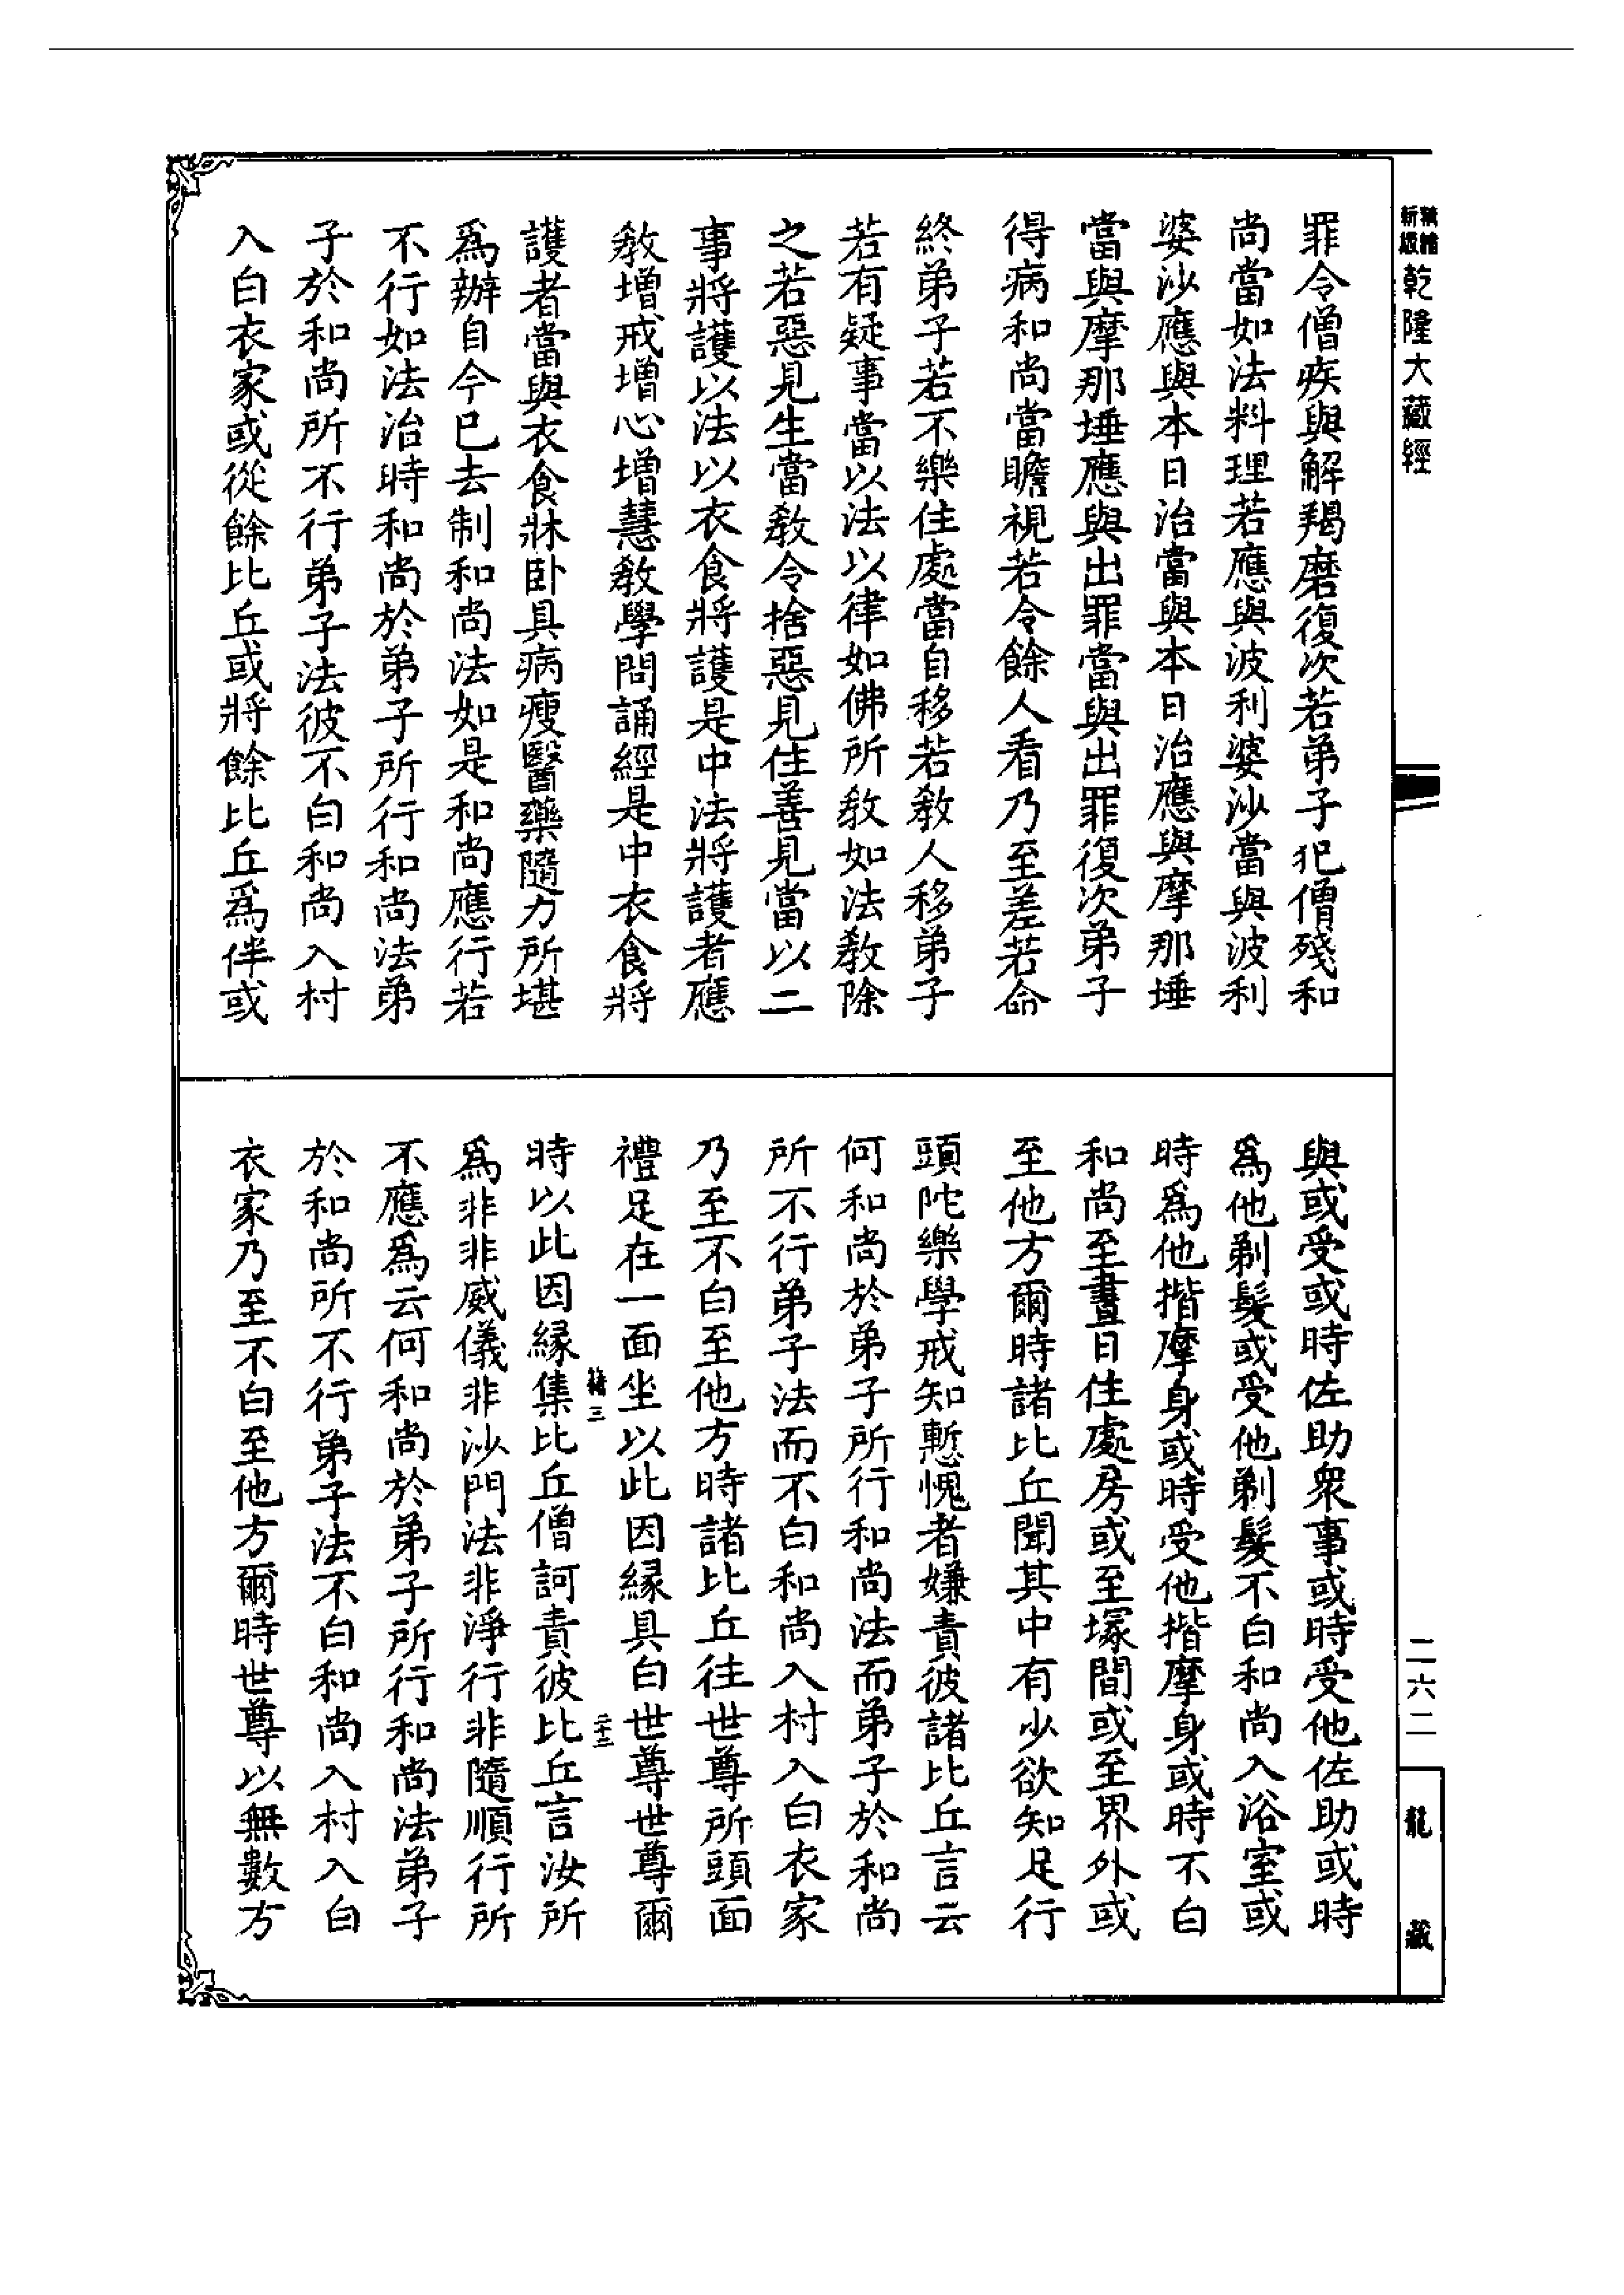 乾隆大藏經
罪令僧疾與解羯磨復次若弟子犯僧殘和
尚當如法料理若應與波利婆沙當與波利
婆沙應與本日治當與本日治應與摩那埵
當與摩那埵應與出罪當與出罪復次弟子
得病和尚當瞻視若令餘人看乃至差若命
終弟子若不樂住處當自移若教人移弟子
若有疑事當以法以律如佛所教如法教除
之若惡見生當教令捨惡見住善見當以二
事將護以法以衣食將護是中法將護者應
教增戒增心增慧教學問誦經是中衣食將
護者當與衣食牀卧具病瘦醫藥隨力所堪
爲辦自今已去制和尚法如是和尚應行若
不行如法治時和尚於弟子所行和尚法弟
子於和尚所不行弟子法彼不白和尚入村
入白衣家或從餘比丘或將餘比丘爲伴或
與或受或時佐助衆事或時受他佐助或時
爲他剃髮或受他剃髮不白和尚入浴室或
時爲他揩摩身或時受他揩摩身或時不白
和尚至晝日住處房或至塚間或至界外或
至他方爾時諸比丘聞其中有少欲知足行
頭陀樂學戒知慙愧者嫌責彼諸比丘言云
何和尚於弟子所行和尚法而弟子於和尚
所不行弟子法而不白和尚入村入白衣家
乃至不白至他方時諸比丘往世尊所頭面
禮足在一面坐以此因緣具白世尊世尊爾
時以此因緣集比丘僧訶責彼比丘言汝所
爲非非威儀非沙門法非淨行非隨順行所
不應爲云何和尚於弟子所行和尚法弟子
於和尚所不行弟子法不白和尚入村入白
衣家乃至不白至他方爾時世尊以無數方
二六二
龍藏